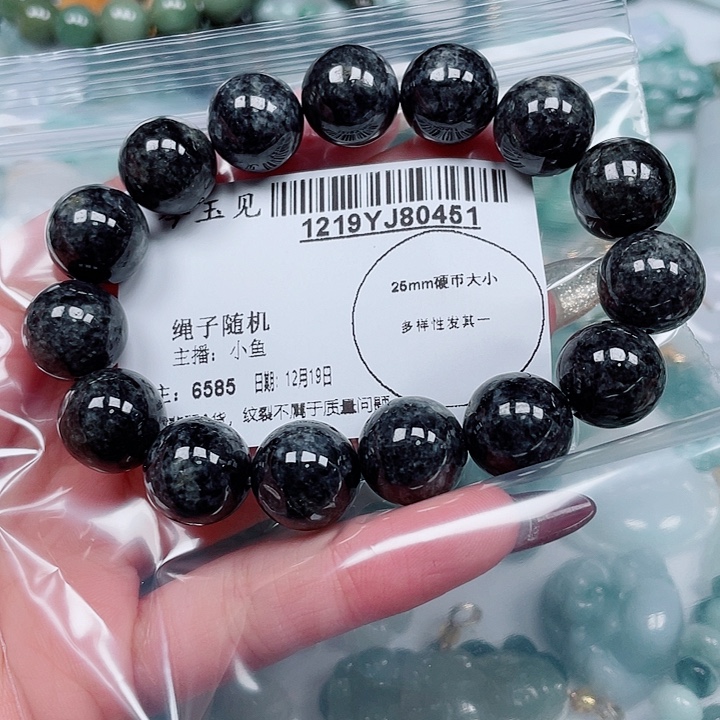 玉见
1219YJ80451
25mm硬币大小
多样性发其一
绳子随机
主播：小鱼
主：6585 日期：12月19日
纹裂不属于质量问题